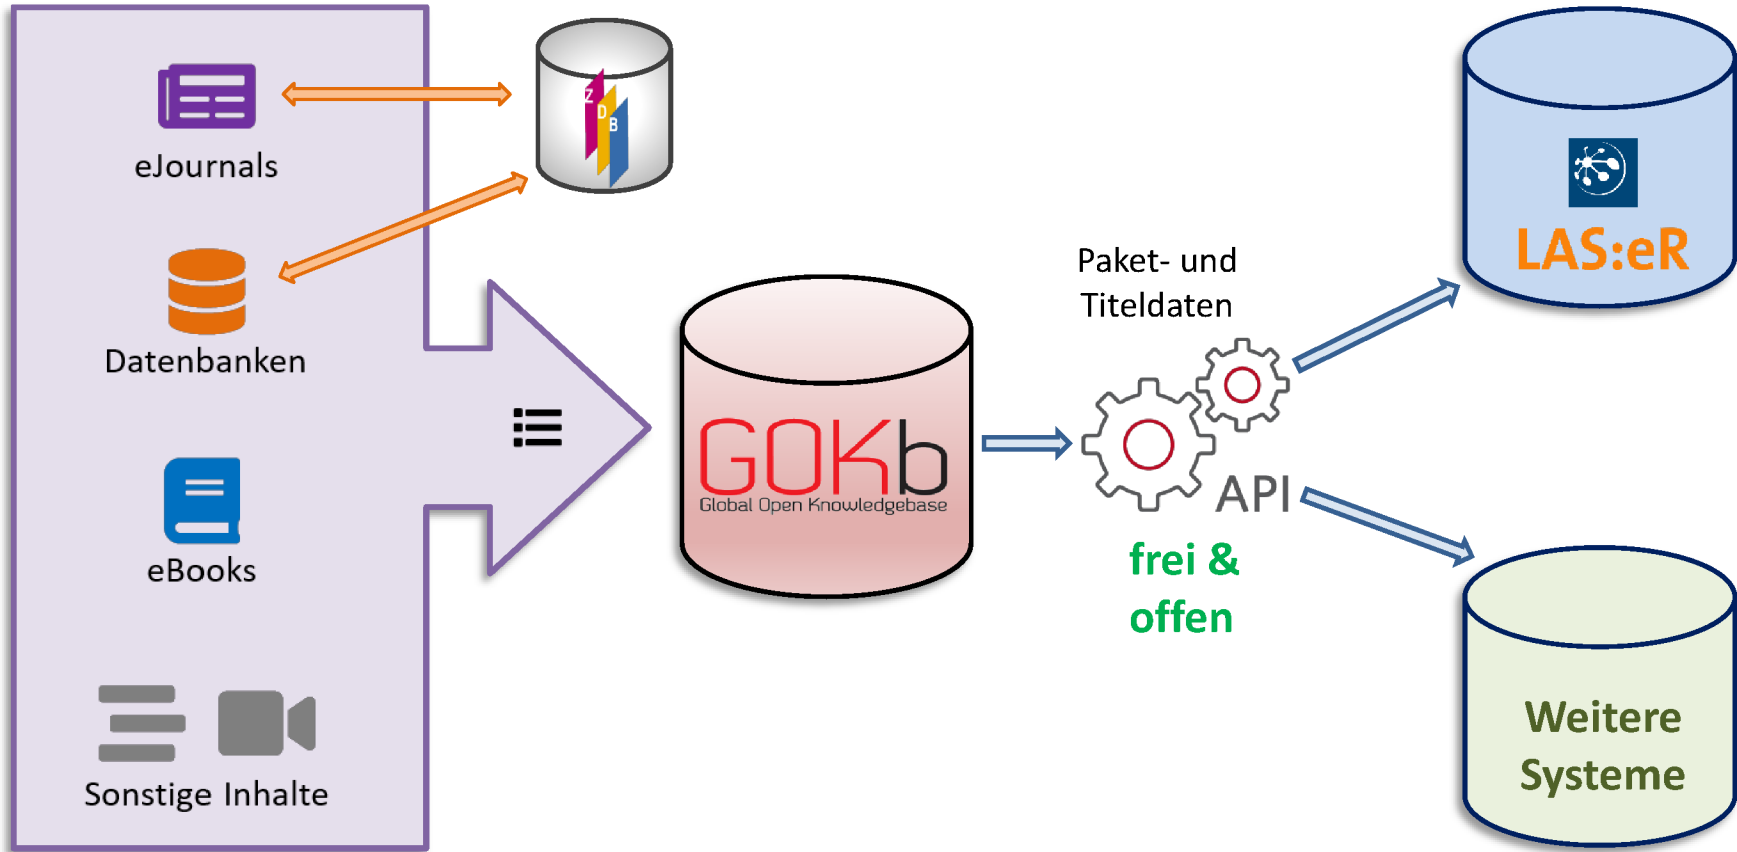 eJournals
Datenbanken
eBooks
Sonstige Inhalte
Z
D
B
GOKb
Global Open Knowledgebase
Paket- und
Titeldaten
API
frei &
offen
LAS:eR
Weitere
Systeme